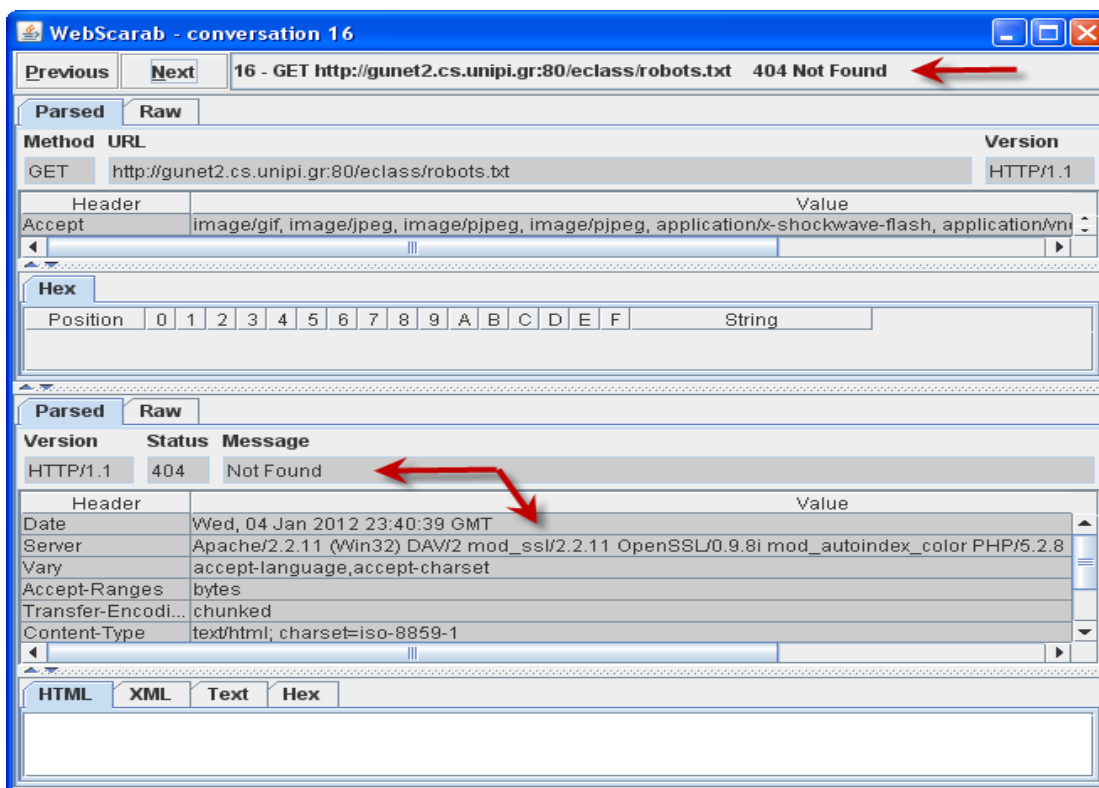 WebScarab - conversation 16
Previous Next 16 - GET http://gunet2.cs.unipi.gr:80/eclass/robots.txt 404 Not Found
Parsed Raw
Method URL Version
GET http://gunet2.cs.unipi.gr:80/eclass/robots.txt HTTP/1.1
Header Value
Accept image/gif, image/jpeg, image/pjpeg, image/pjpeg, application/x-shockwave-flash, application/vn
Hex
Position 0 1 2 3 4 5 6 7 8 9 A B C D E F String
Parsed Raw
Version Status Message
HTTP/1.1 404 Not Found
Header Value
Date Wed, 04 Jan 2012 23:40:39 GMT
Server Apache/2.2.11 (Win32) DAV/2 mod_ssl/2.2.11 OpenSSL/0.9.8i mod_autoindex_color PHP/5.2.8
Vary accept-language,accept-charset
Accept-Ranges bytes
Transfer-Encodi... chunked
Content-Type text/html; charset=iso-8859-1
HTML XML Text Hex